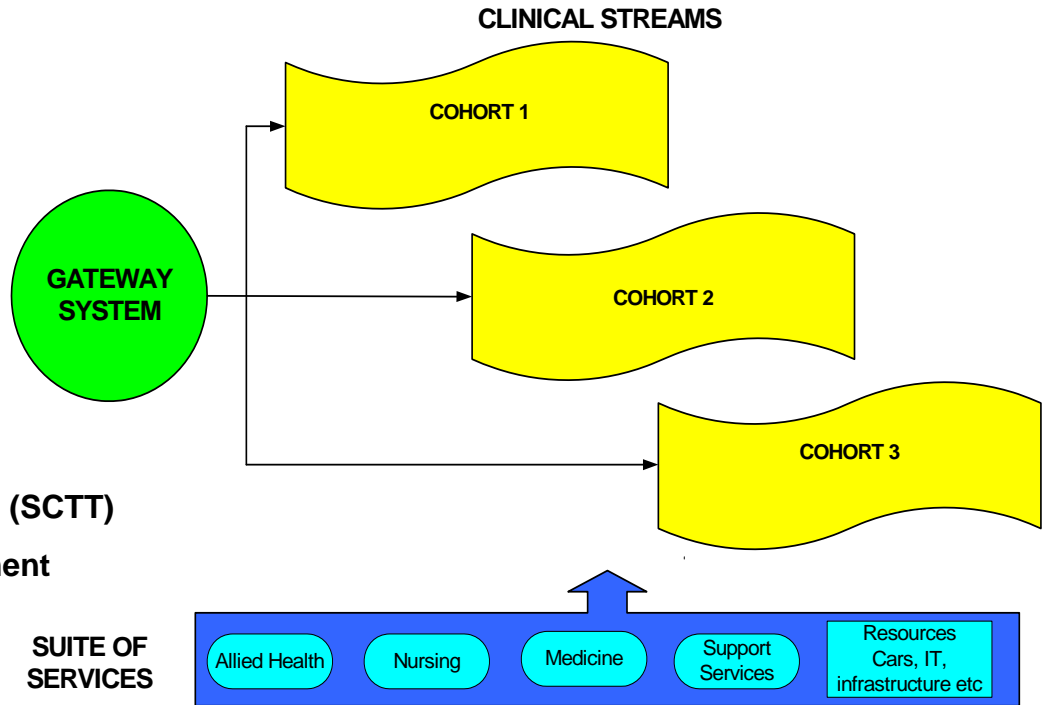 CLINICAL STREAMS
COHORT 1
GATEWAY
SYSTEM
COHORT 2
COHORT 3
(SCTT)
nent
SUITE OF
SERVICES
Allied Health
Nursing
Medicine
Support
Services
Resources
Cars, IT,
infrastructure etc